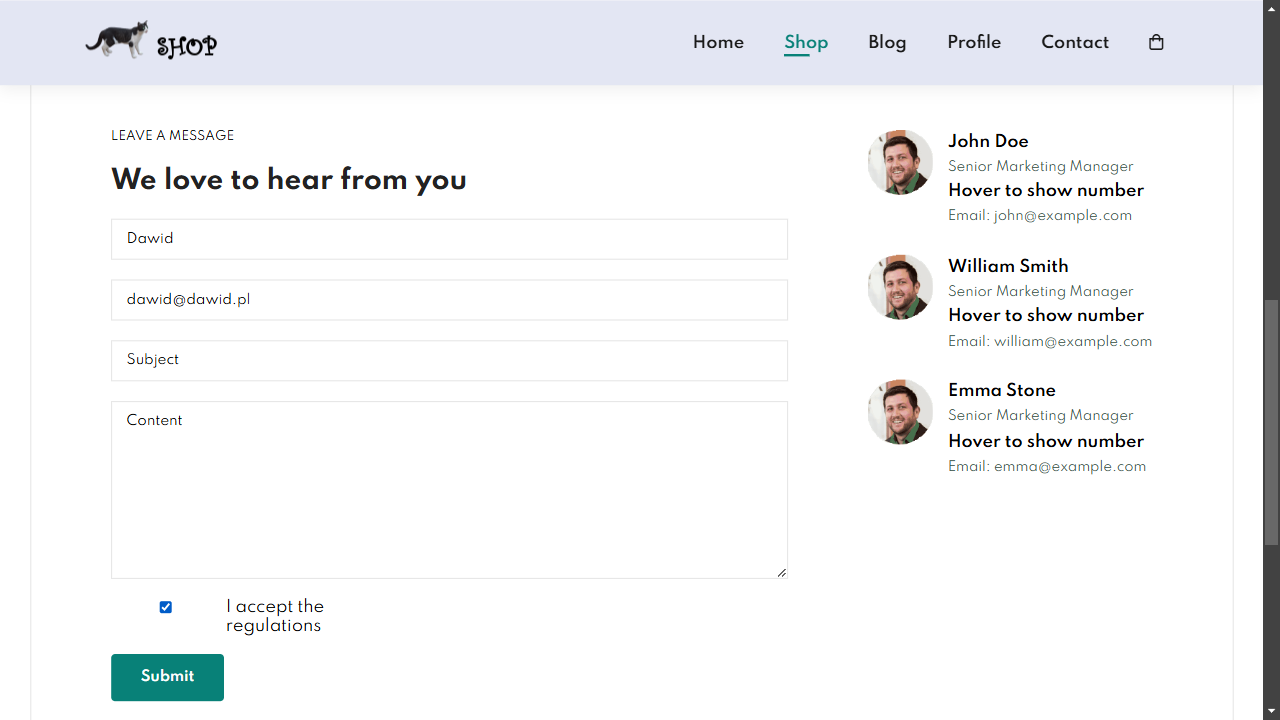 SHOP
Home
Shop
Blog
Profile
Contact
LEAVE A MESSAGE
We love to hear from you
Dawid
dawid@dawid.pl
Subject
Content
I accept the
regulations
Submit
John Doe
Senior Marketing Manager
Hover to show number
Email: john@example.com
William Smith
Senior Marketing Manager
Hover to show number
Email: william@example.com
Emma Stone
Senior Marketing Manager
Hover to show number
Email: emma@example.com